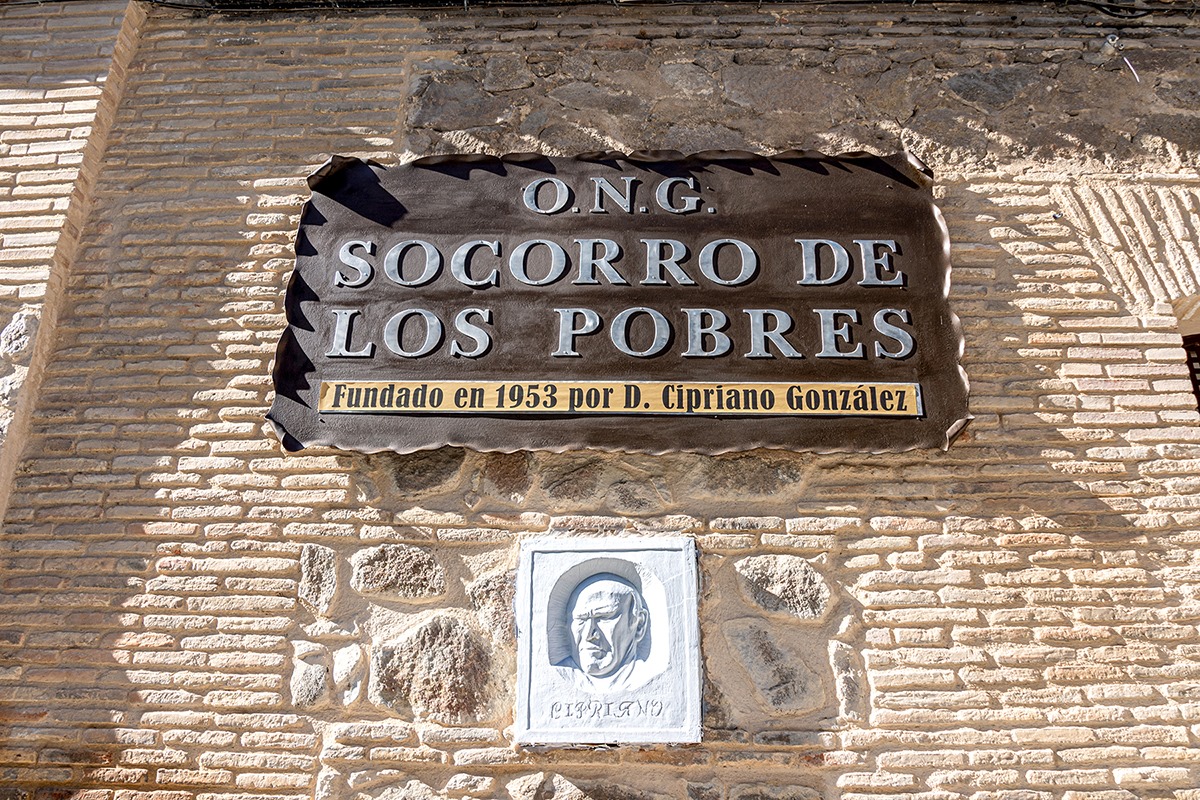 O.N.G.
SOCORRO DE
LOS POBRES
Fundado en 1953 por D. Cipriano González
CIPRIANO